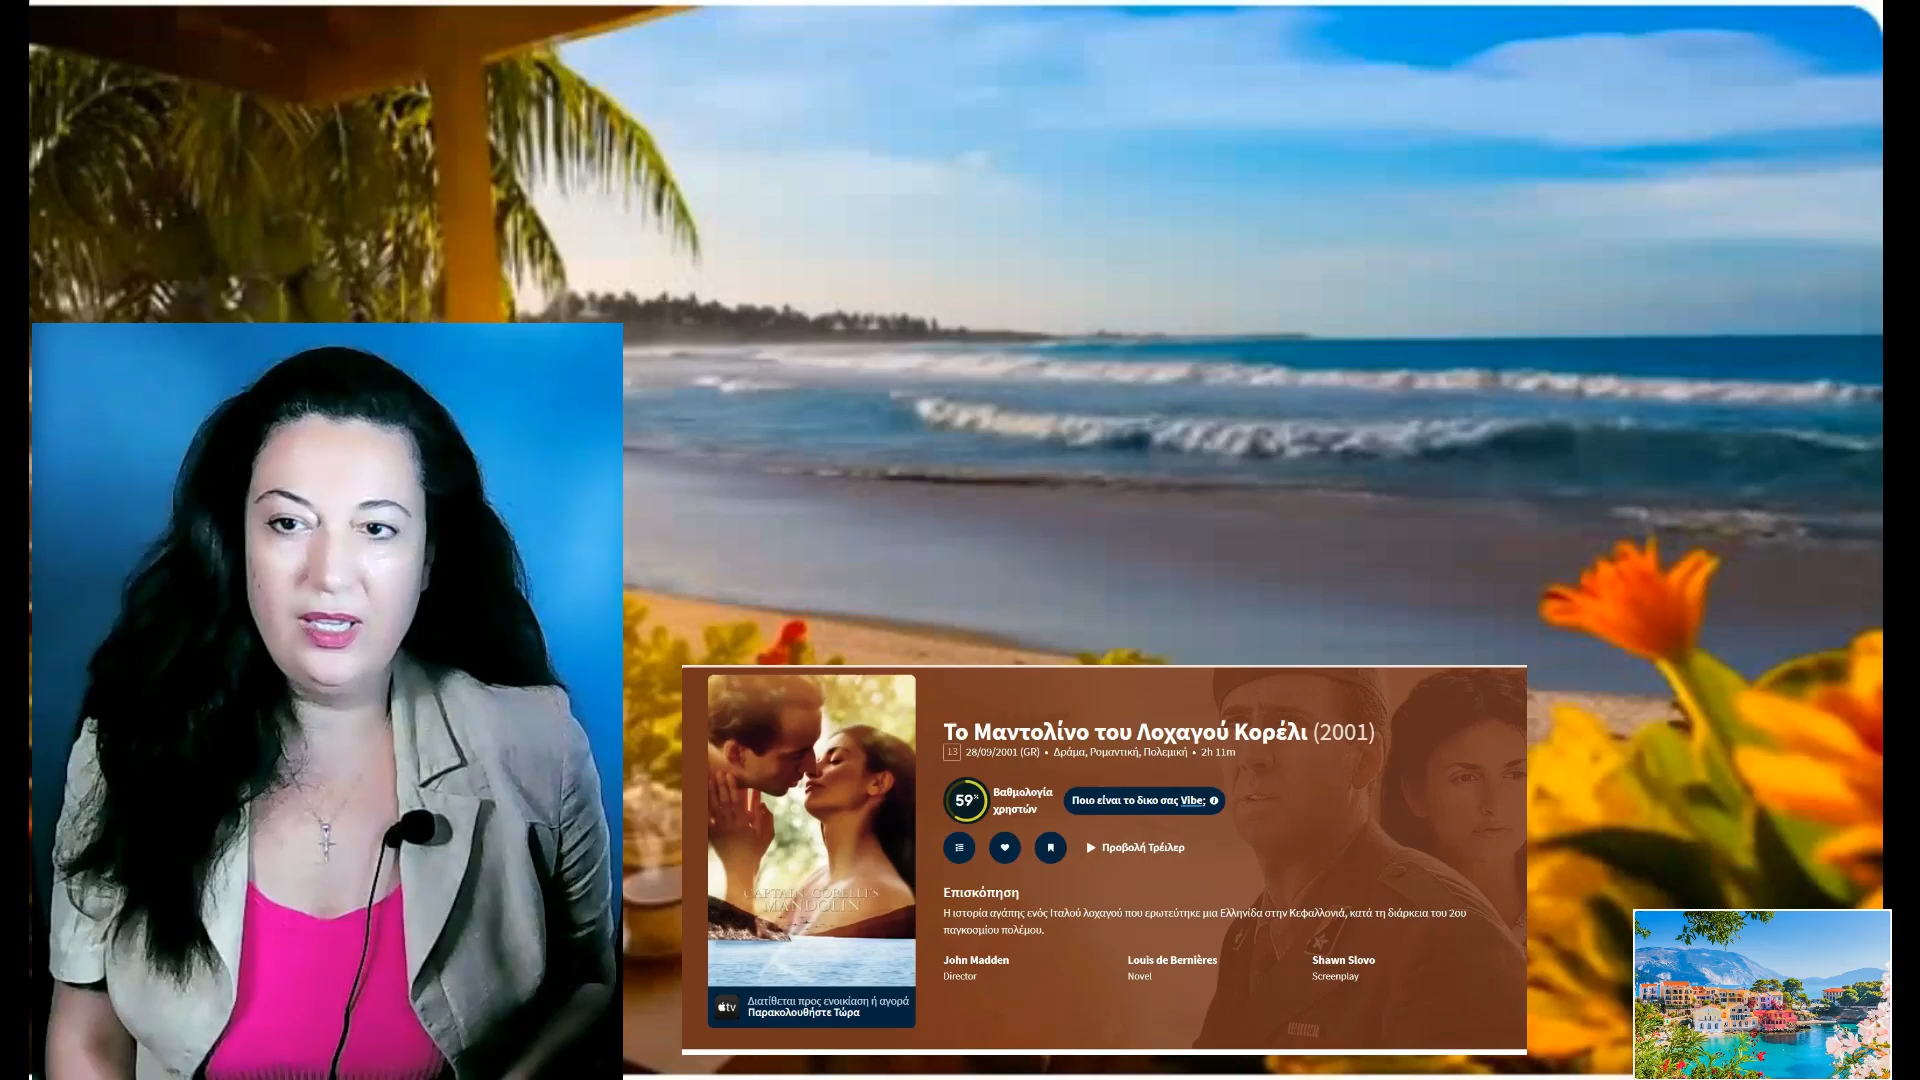 Το Μαντολίνο του Λοχαγού Κορέλι (2001)
13 28/09/2001 (GR) • Δράμα, Ρομαντική, Πολεμική • 2h 11m
59% Βαθμολογία χρηστών
Ποιο είναι το δικο σας Vibe;
Προβολή Τρέιλερ
Επισκόπηση
Η ιστορία αγάπης ενός Ιταλού λοχαγού που ερωτεύτηκε μια Ελληνίδα στην Κεφαλλονιά, κατά τη διάρκεια του 2ου
παγκοσμίου πολέμου.
John Madden
Director
Louis de Bernières
Novel
Shawn Slovo
Screenplay
CAPTAIN CORELLI'S
MANDOLIN
tv
Διατίθεται προς ενοικίαση ή αγορά
Παρακολουθήστε Τώρα